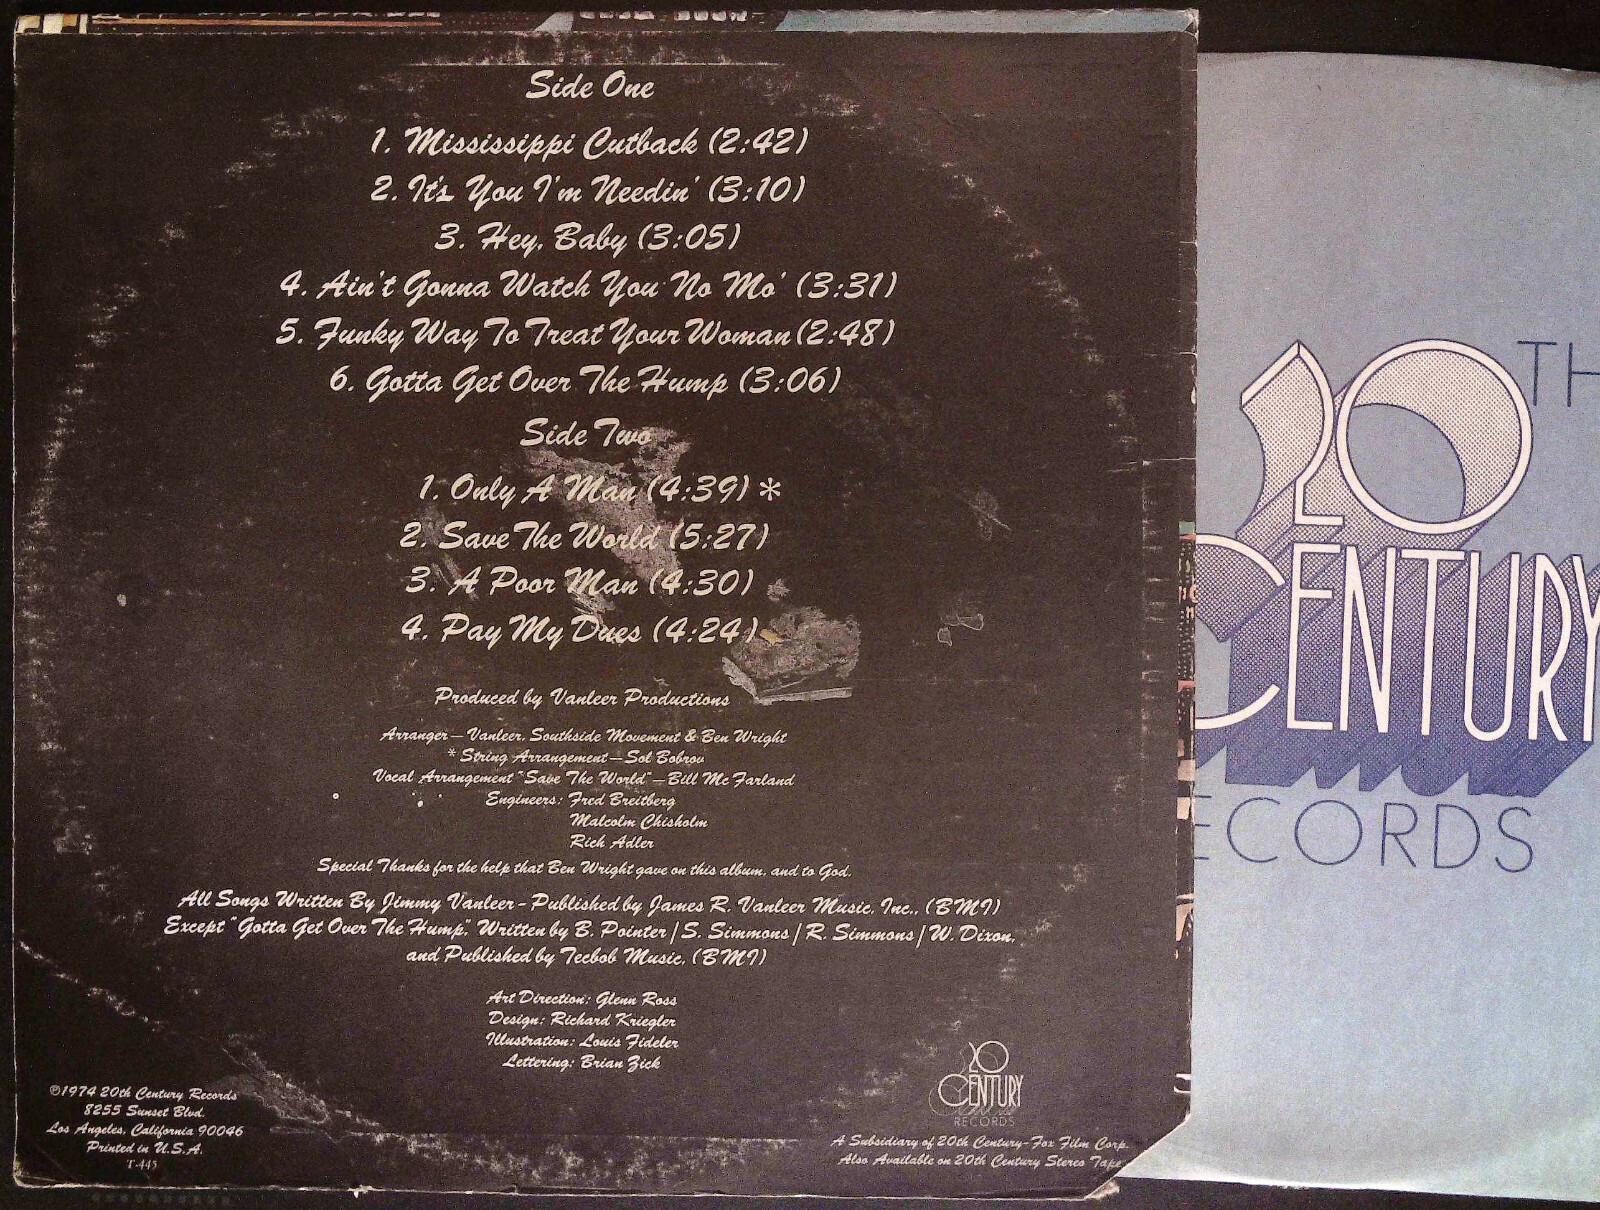 Side One
1. Mississippi Cutback (2:42)
2. It's You I'm Needin' (3:10)
3. Hey, Baby (3:05)
4. Ain't Gonna Watch You No Mo' (3:31)
5. Funky Way To Treat Your Woman (2:48)
6. Gotta Get Over The Hump (3:06)
Side Two
1. Only A Man (4:39) *
2. Save The World (5:27)
3. A Poor Man (4:30)
4. Pay My Dues (4:24)
Produced by Vanleer Productions
Arranger — Vanleer, Southside Movement & Ben Wright
* String Arrangement — Sol Bobrov
Vocal Arrangement "Save The World" — Bill Mc Farland
Engineers: Fred Breitberg
Malcolm Chisholm
Rich Adler
Special Thanks for the help that Ben Wright gave on this album, and to God.
All Songs Written By Jimmy Vanleer - Published by James R. Vanleer Music, Inc., (BMI)
Except "Gotta Get Over The Hump," Written by B. Pointer / S. Simmons / R. Simmons / W. Dixon,
and Published by Tecbob Music, (BMI)
Art Direction: Glenn Ross
Design: Richard Kriegler
Illustration: Louis Fideler
Lettering: Brian Zick
℗1974 20th Century Records
8255 Sunset Blvd.
Los Angeles, California 90046
Printed in U.S.A.
T-445
20
CENTURY
RECORDS
A Subsidiary of 20th Century-Fox Film Corp.
Also Available on 20th Century Stereo Tape
20 TH
CENTURY
ECORDS